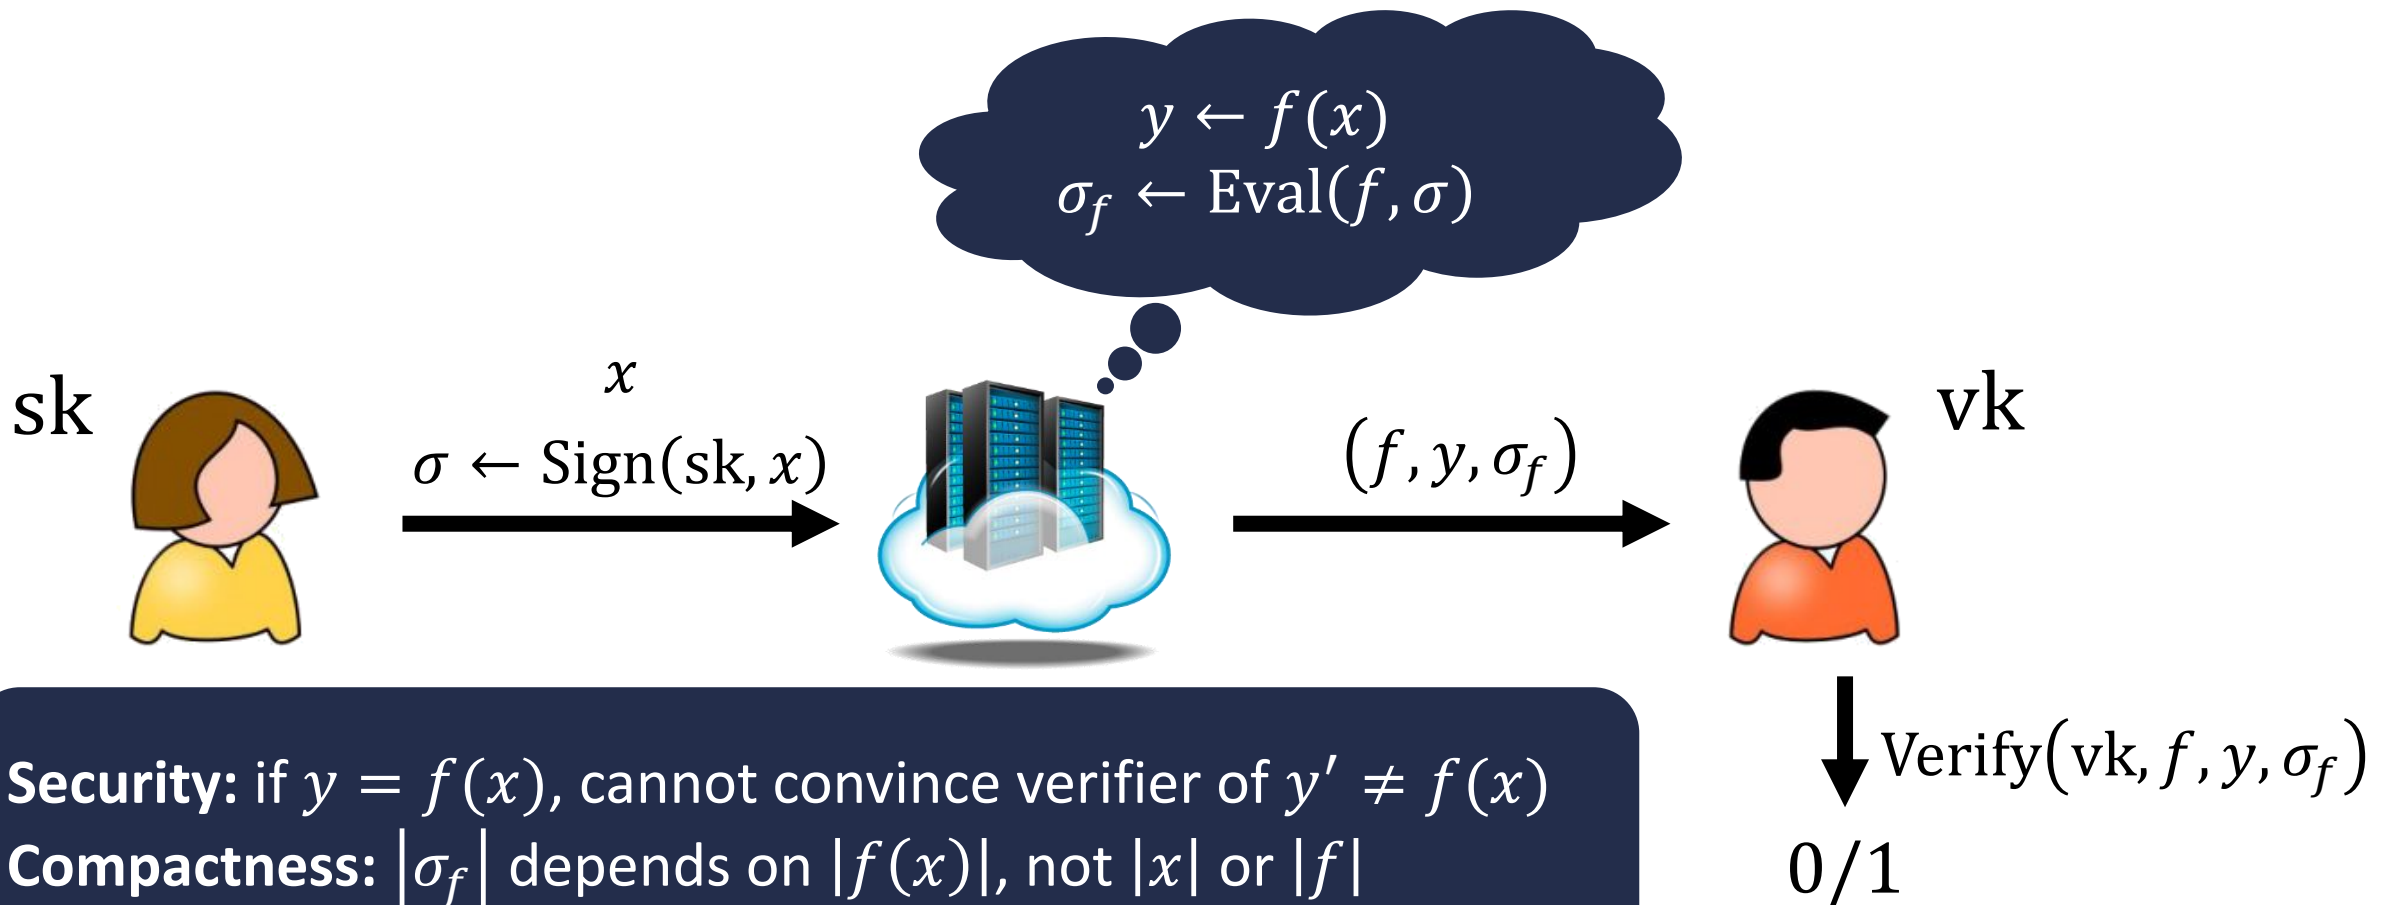 y ← f(x)
σ_f ← Eval(f, σ)
sk
x
σ ← Sign(sk, x)
(f, y, σ_f)
vk
Verify(vk, f, y, σ_f)
0/1
Security: if y = f(x), cannot convince verifier of y′ ≠ f(x)
Compactness: |σ_f| depends on |f(x)|, not |x| or |f|